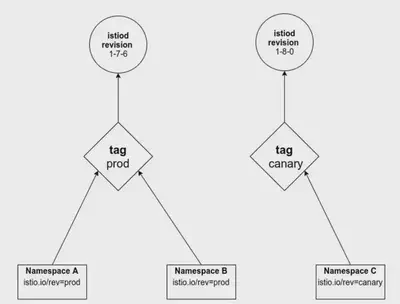 istiod
revision
1-7-6
istiod
revision
1-8-0
tag
prod
tag
canary
Namespace A
istio.io/rev=prod
Namespace B
istio.io/rev=prod
Namespace C
istio.io/rev=canary